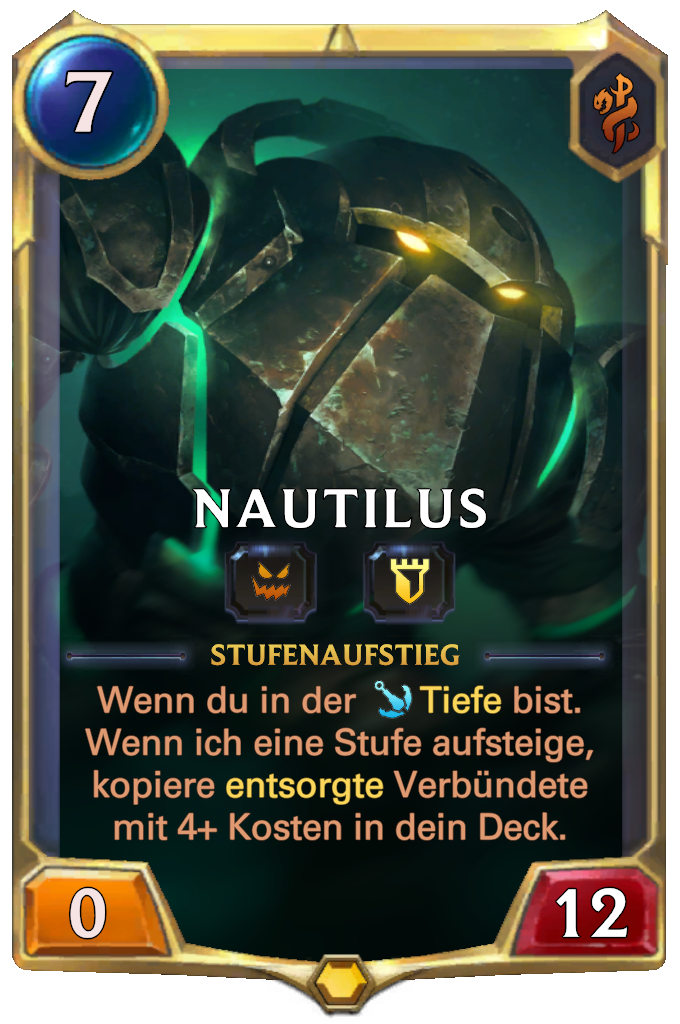 7
NAUTILUS
STUFENAUFSTIEG
Wenn du in der Tiefe bist.
Wenn ich eine Stufe aufsteige,
kopiere entsorgte Verbündete
mit 4+ Kosten in dein Deck.
0
12